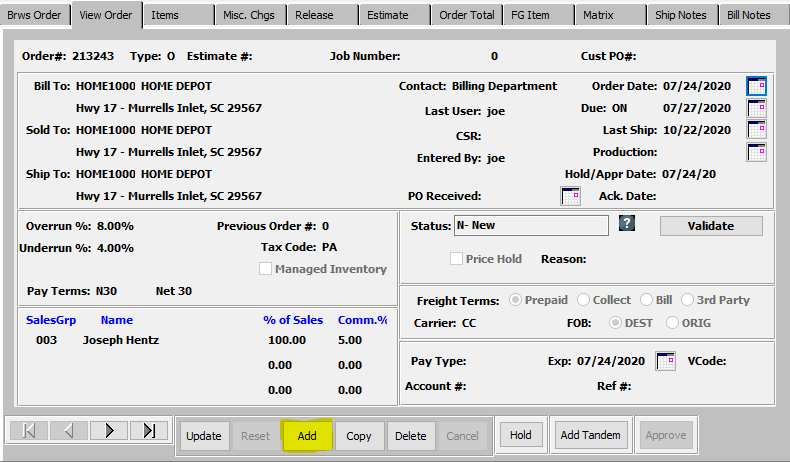 Brws Order View Order Items Misc. Chgs Release Estimate Order Total FG Item Matrix Ship Notes Bill Notes
Order#: 213243 Type: O Estimate #: Job Number: 0 Cust PO#:
Bill To: HOME1000 HOME DEPOT Contact: Billing Department Order Date: 07/24/2020
Hwy 17 - Murrells Inlet, SC 29567 Last User: joe Due: ON 07/27/2020
Sold To: HOME1000 HOME DEPOT CSR: Last Ship: 10/22/2020
Hwy 17 - Murrells Inlet, SC 29567 Entered By: joe Production:
Ship To: HOME1000 HOME DEPOT Hold/Appr Date: 07/24/20
Hwy 17 - Murrells Inlet, SC 29567 PO Received: Ack. Date:
Overrun %: 8.00% Previous Order #: 0 Status: N- New ? Validate
Underrun %: 4.00% Tax Code: PA
Managed Inventory Price Hold Reason:
Pay Terms: N30 Net 30 Freight Terms: Prepaid Collect Bill 3rd Party
SalesGrp Name % of Sales Comm.% Carrier: CC FOB: DEST ORIG
003 Joseph Hentz 100.00 5.00
0.00 0.00 Pay Type: Exp: 07/24/2020 VCode:
0.00 0.00 Account #: Ref #:
Update Reset Add Copy Delete Cancel Hold Add Tandem Approve